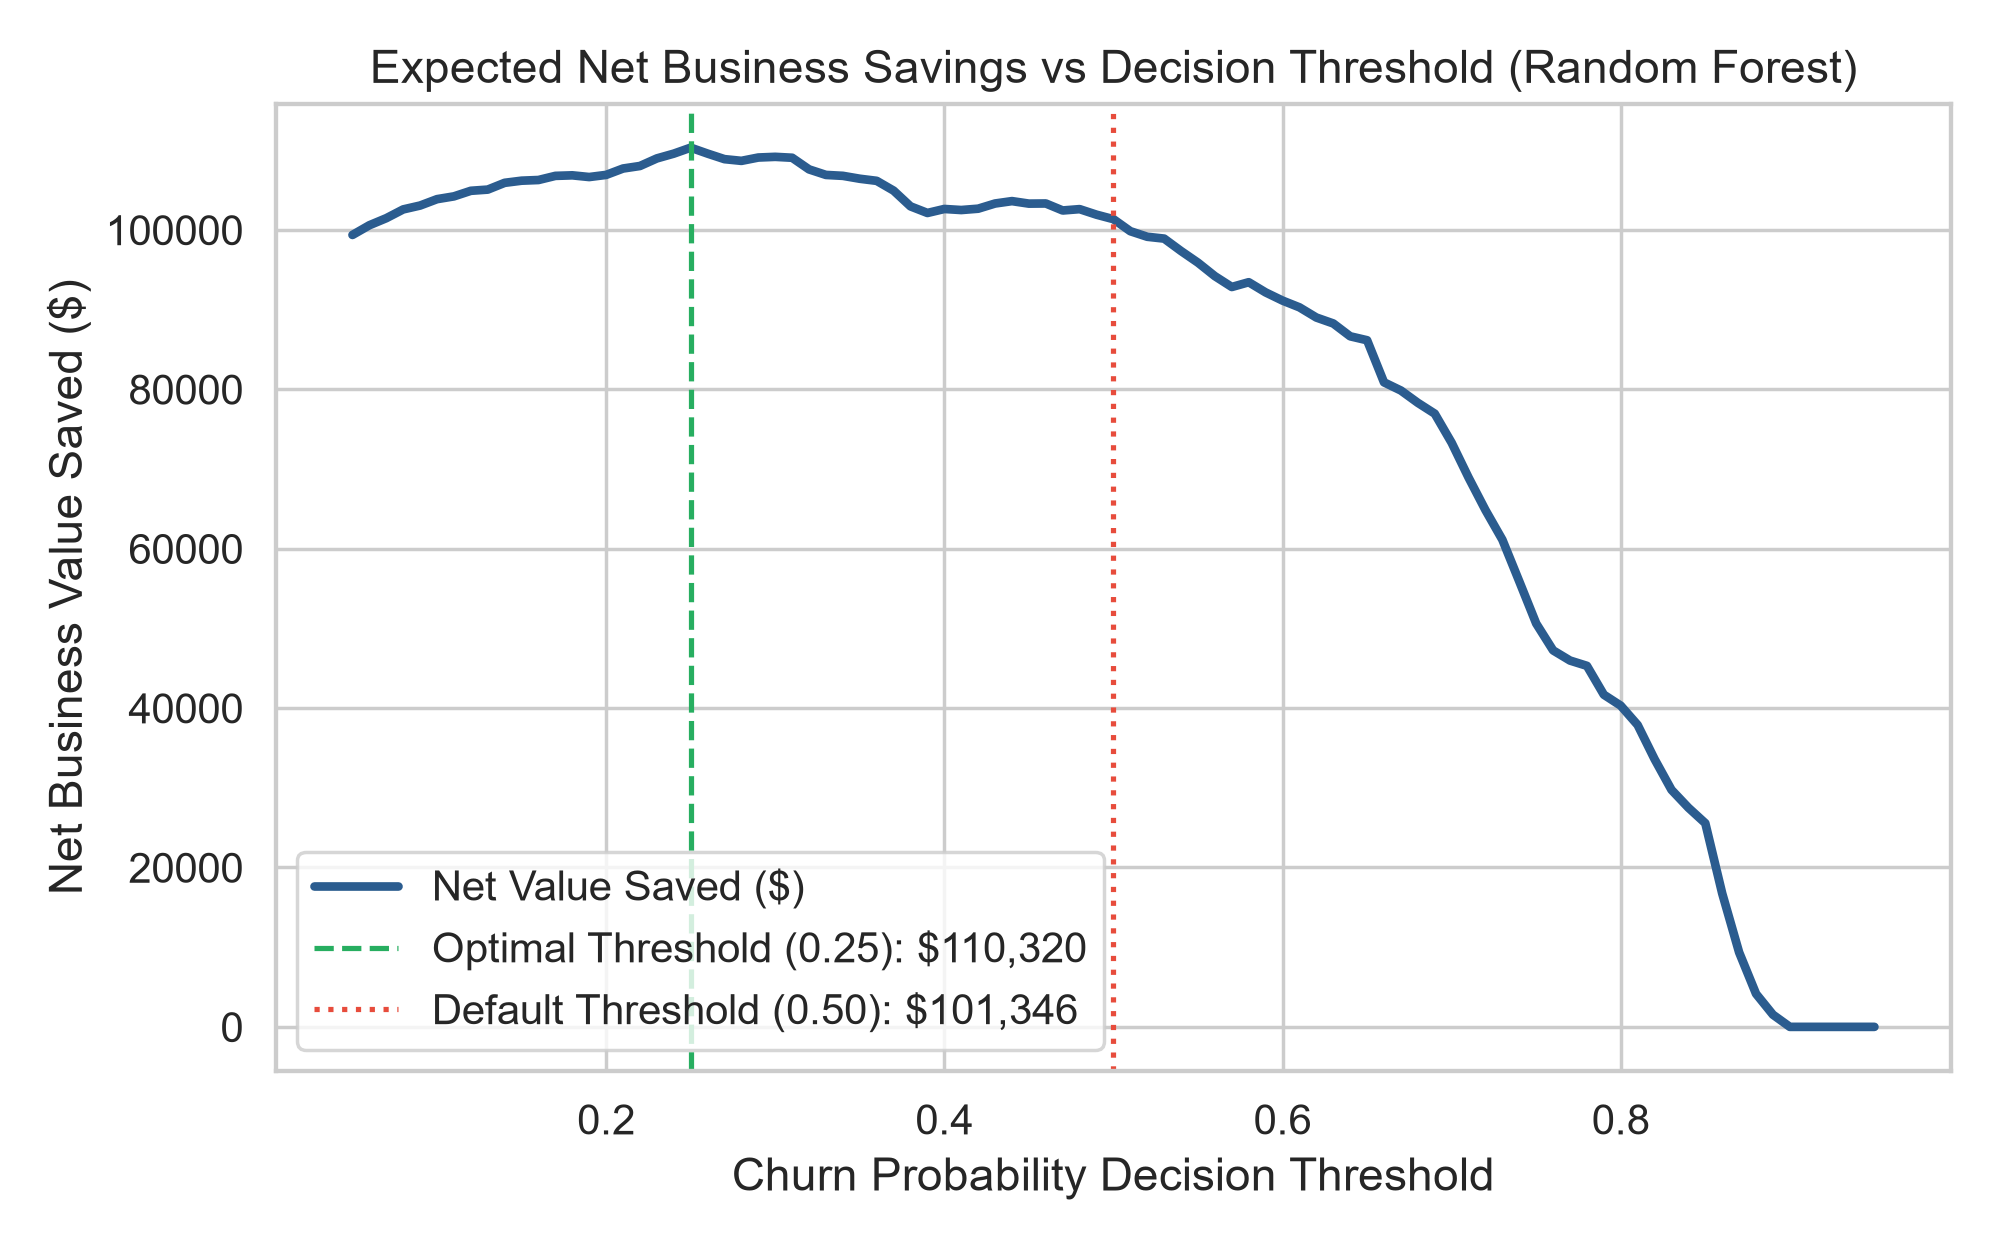 Expected Net Business Savings vs Decision Threshold (Random Forest)
Net Business Value Saved ($)
100000
80000
60000
40000
20000
0
Net Value Saved ($)
Optimal Threshold (0.25): $110,320
Default Threshold (0.50): $101,346
0.2 0.4 0.6 0.8
Churn Probability Decision Threshold